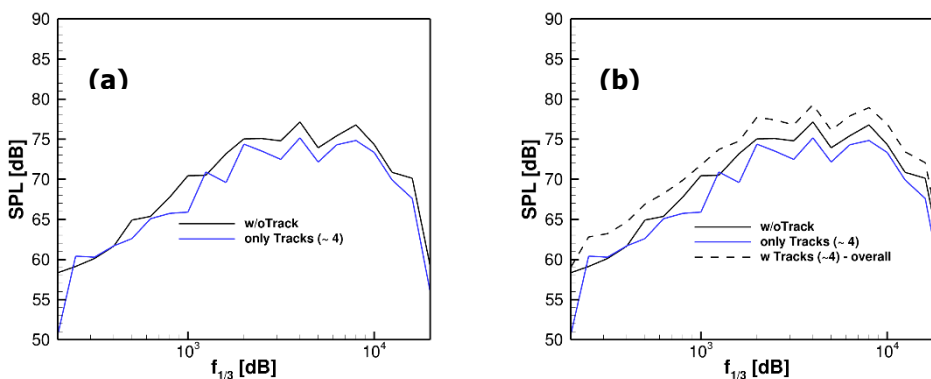 90
85
80
75
70
65
60
55
50
SPL [dB]
(a)
w/oTrack
only Tracks (~ 4)
10³
10⁴
f₁/₃ [dB]
90
85
80
75
70
65
60
55
50
SPL [dB]
(b)
w/oTrack
only Tracks (~ 4)
w Tracks (~4) - overall
10³
10⁴
f₁/₃ [dB]